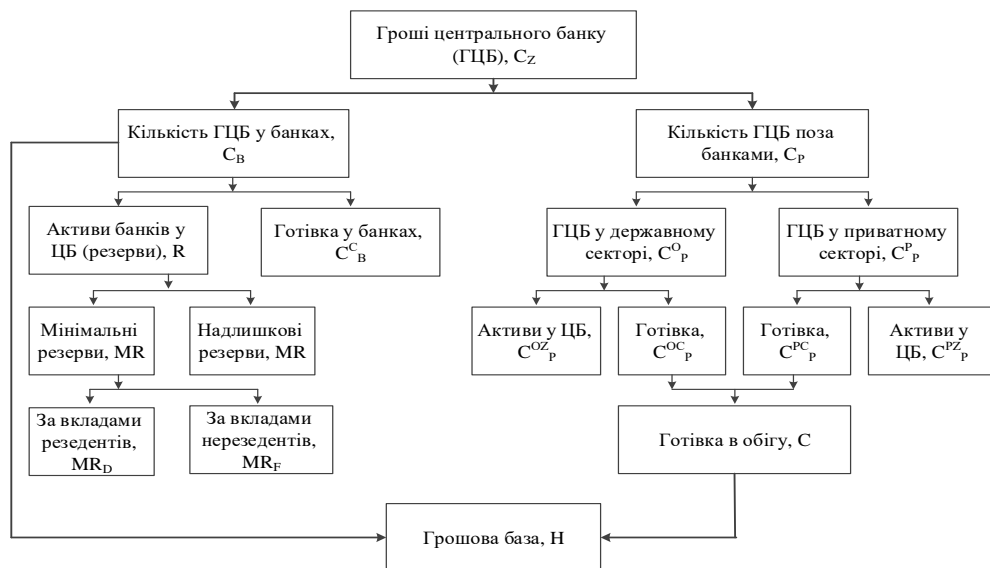 Гроші центрального банку
(ГЦБ), C_Z
Кількість ГЦБ у банках,
C_B
Кількість ГЦБ поза
банками, C_P
Активи банків у
ЦБ (резерви), R
Готівка у банках,
C^C_B
ГЦБ у державному
секторі, C^O_P
ГЦБ у приватному
секторі, C^P_P
Мінімальні
резерви, MR
Надлишкові
резерви, MR
Активи у ЦБ,
C^OZ_P
Готівка,
C^OC_P
Готівка,
C^PC_P
Активи у
ЦБ, C^PZ_P
За вкладами
резедентів,
MR_D
За вкладами
нерезедентів,
MR_F
Готівка в обігу, C
Грошова база, H